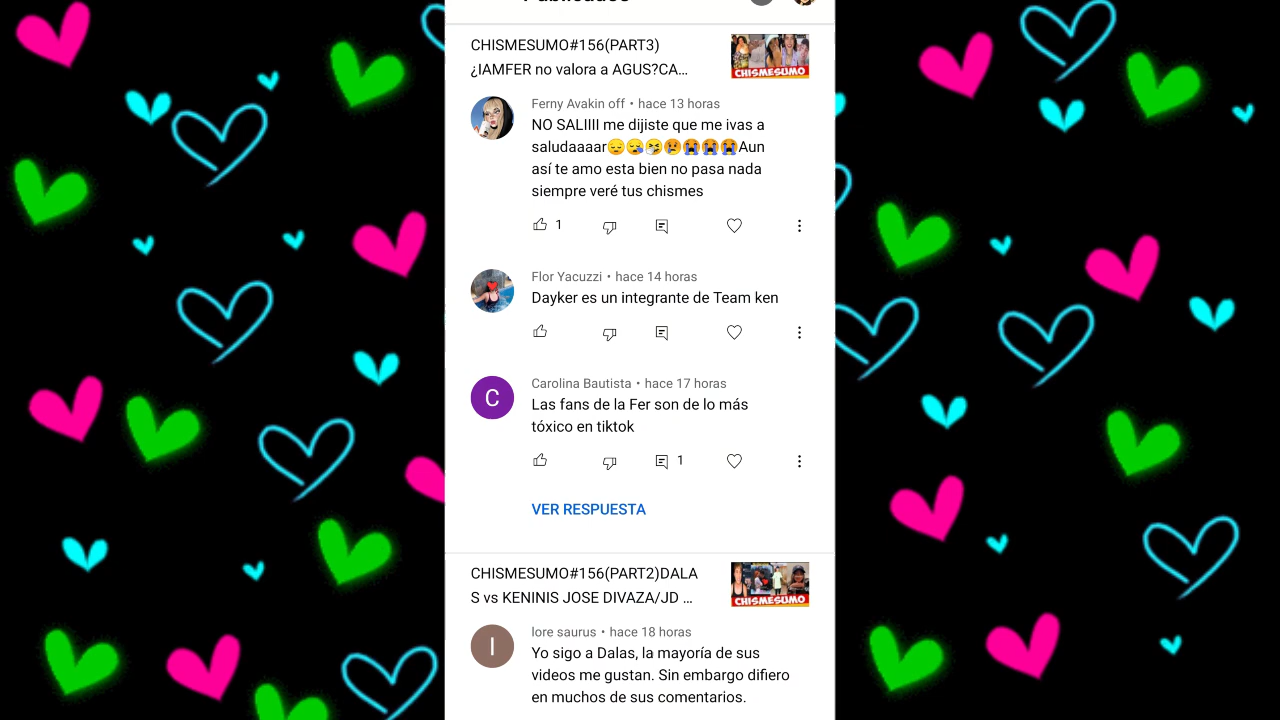 CHISMESUMO#156(PART3)
¿IAMFER no valora a AGUS?CA...
CHISMESUMO
Ferny Avakin off • hace 13 horas
NO SALIIII me dijiste que me ivas a
saludaaaar😔😪🤧😢😭😭😭Aun
así te amo esta bien no pasa nada
siempre veré tus chismes
1
Flor Yacuzzi • hace 14 horas
Dayker es un integrante de Team ken
C
Carolina Bautista • hace 17 horas
Las fans de la Fer son de lo más
tóxico en tiktok
1
VER RESPUESTA
CHISMESUMO#156(PART2)DALA
S vs KENINIS JOSE DIVAZA/JD ...
CHISMESUMO
l
lore saurus • hace 18 horas
Yo sigo a Dalas, la mayoría de sus
videos me gustan. Sin embargo difiero
en muchos de sus comentarios.